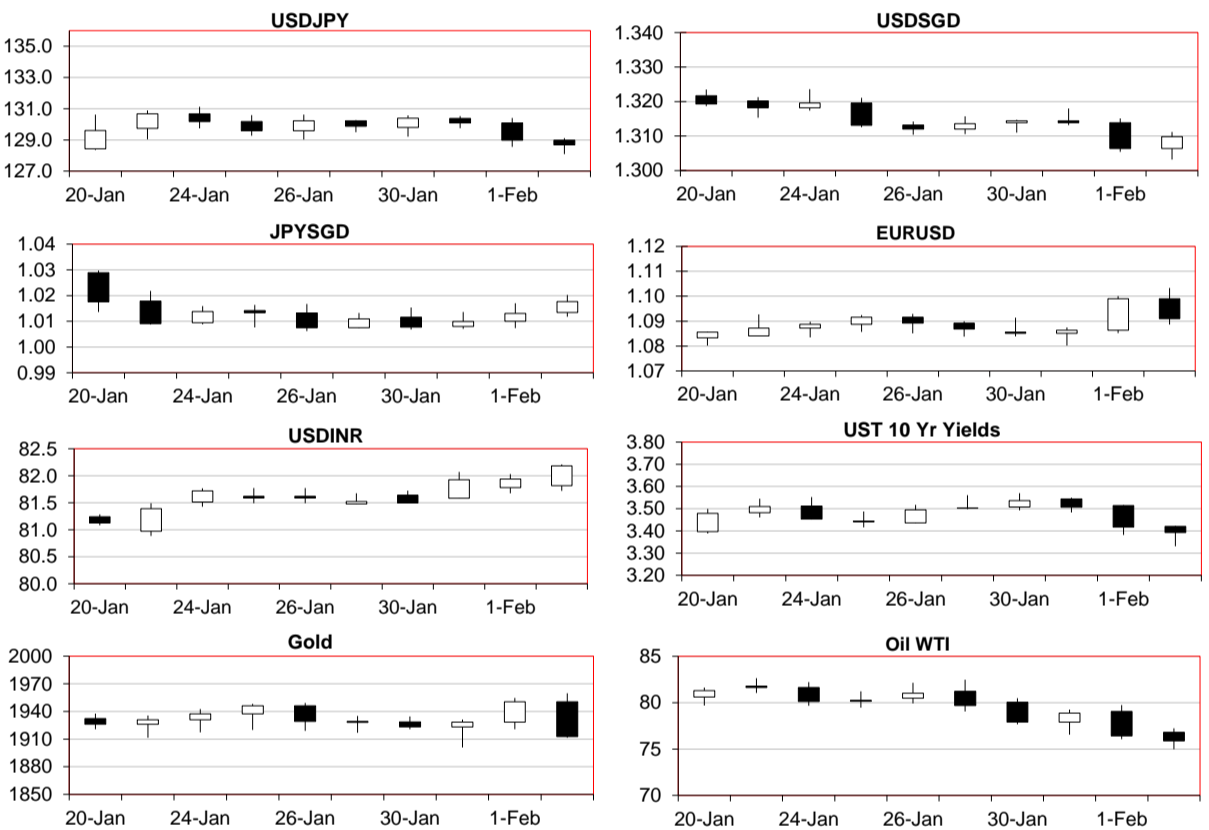 USDJPY
135.0
133.0
131.0
129.0
127.0
20-Jan 24-Jan 26-Jan 30-Jan 1-Feb
USDSGD
1.340
1.330
1.320
1.310
1.300
20-Jan 24-Jan 26-Jan 30-Jan 1-Feb
JPYSGD
1.04
1.03
1.02
1.01
1.00
0.99
20-Jan 24-Jan 26-Jan 30-Jan 1-Feb
EURUSD
1.12
1.11
1.10
1.09
1.08
1.07
20-Jan 24-Jan 26-Jan 30-Jan 1-Feb
USDINR
82.5
82.0
81.5
81.0
80.5
80.0
20-Jan 24-Jan 26-Jan 30-Jan 1-Feb
UST 10 Yr Yields
3.80
3.70
3.60
3.50
3.40
3.30
3.20
20-Jan 24-Jan 26-Jan 30-Jan 1-Feb
Gold
2000
1970
1940
1910
1880
1850
20-Jan 24-Jan 26-Jan 30-Jan 1-Feb
Oil WTI
85
80
75
70
20-Jan 24-Jan 26-Jan 30-Jan 1-Feb